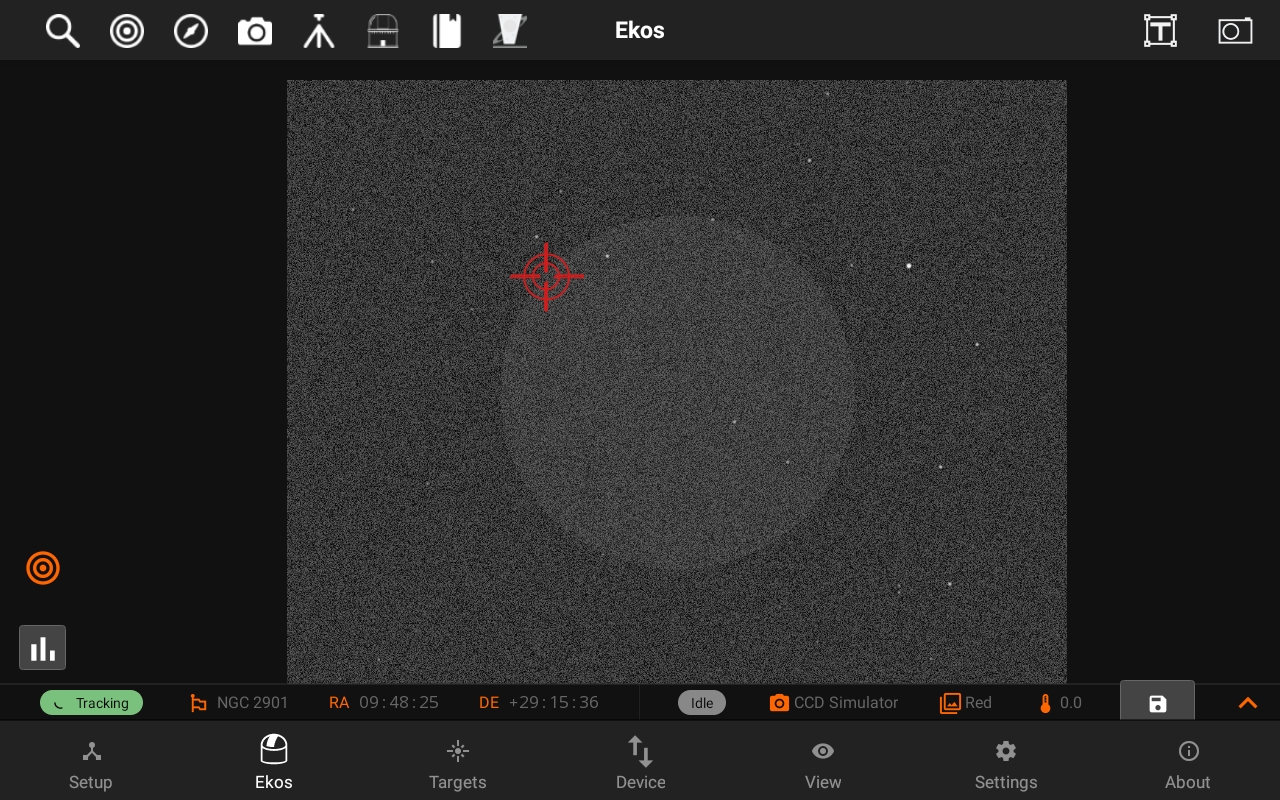 Ekos
T
Tracking NGC 2901 RA 09:48:25 DE +29:15:36 Idle CCD Simulator Red 0.0
Setup Ekos Targets Device View Settings About